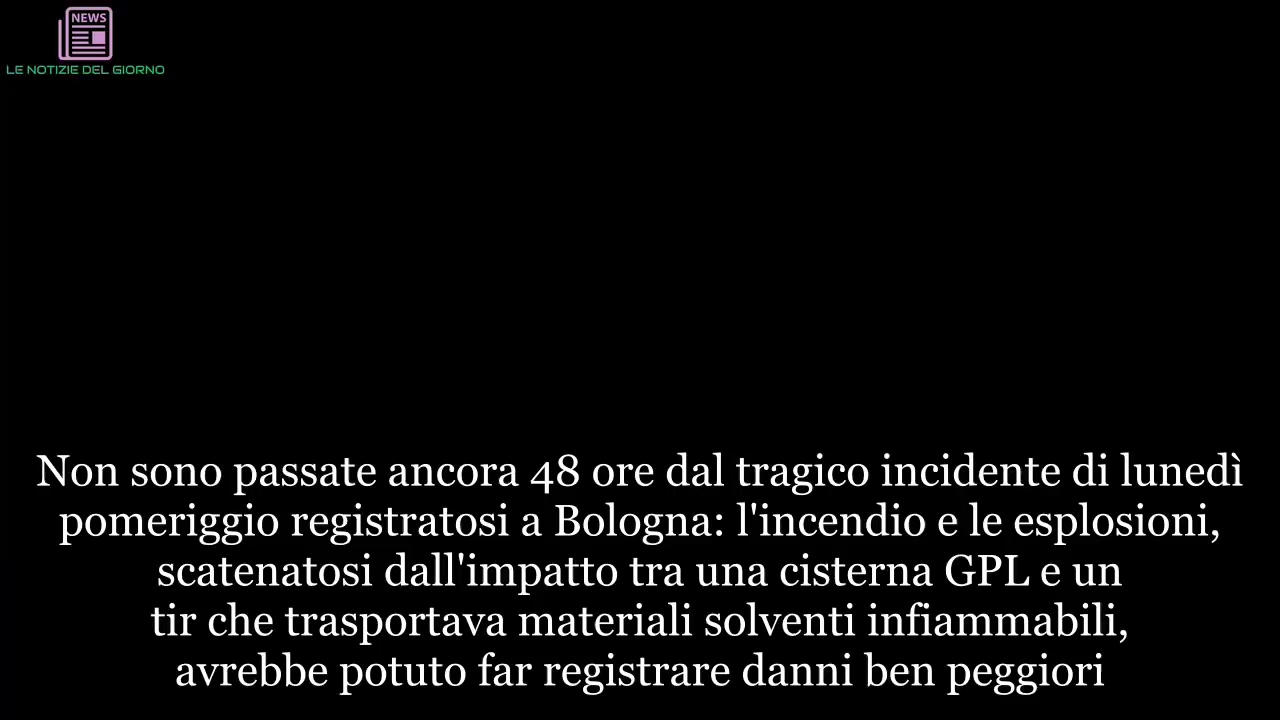 NEWS
LE NOTIZIE DEL GIORNO
Non sono passate ancora 48 ore dal tragico incidente di lunedì
pomeriggio registratosi a Bologna: l'incendio e le esplosioni,
scatenatosi dall'impatto tra una cisterna GPL e un
tir che trasportava materiali solventi infiammabili,
avrebbe potuto far registrare danni ben peggiori